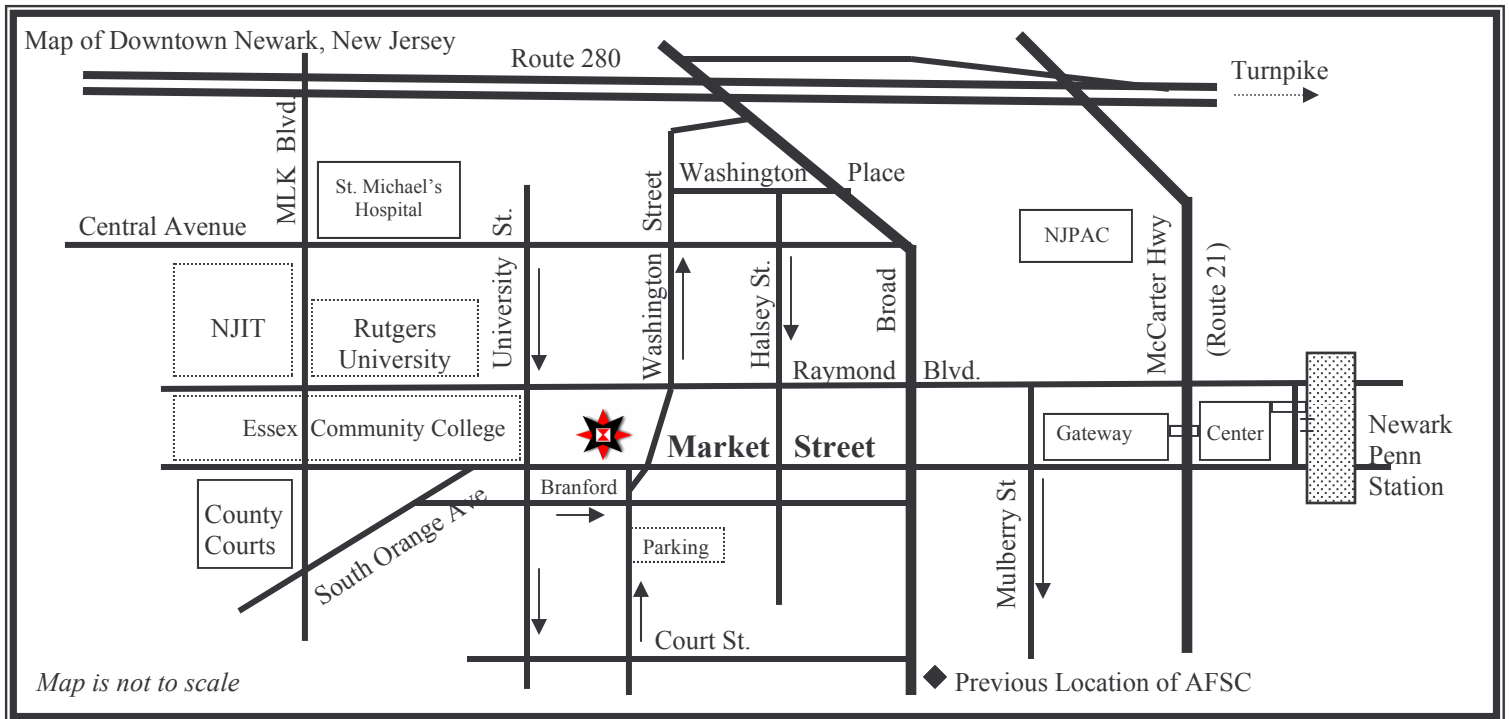 Map of Downtown Newark, New Jersey
Route 280
Turnpike
MLK Blvd.
St. Michael's
Hospital
Washington Place
Central Avenue
University St.
Washington Street
Halsey St.
Broad
NJPAC
McCarter Hwy
(Route 21)
NJIT
Rutgers
University
Raymond Blvd.
Essex Community College
Market Street
Gateway Center
Newark
Penn
Station
Branford
South Orange Ave
County
Courts
Parking
Mulberry St
Court St.
Map is not to scale
Previous Location of AFSC